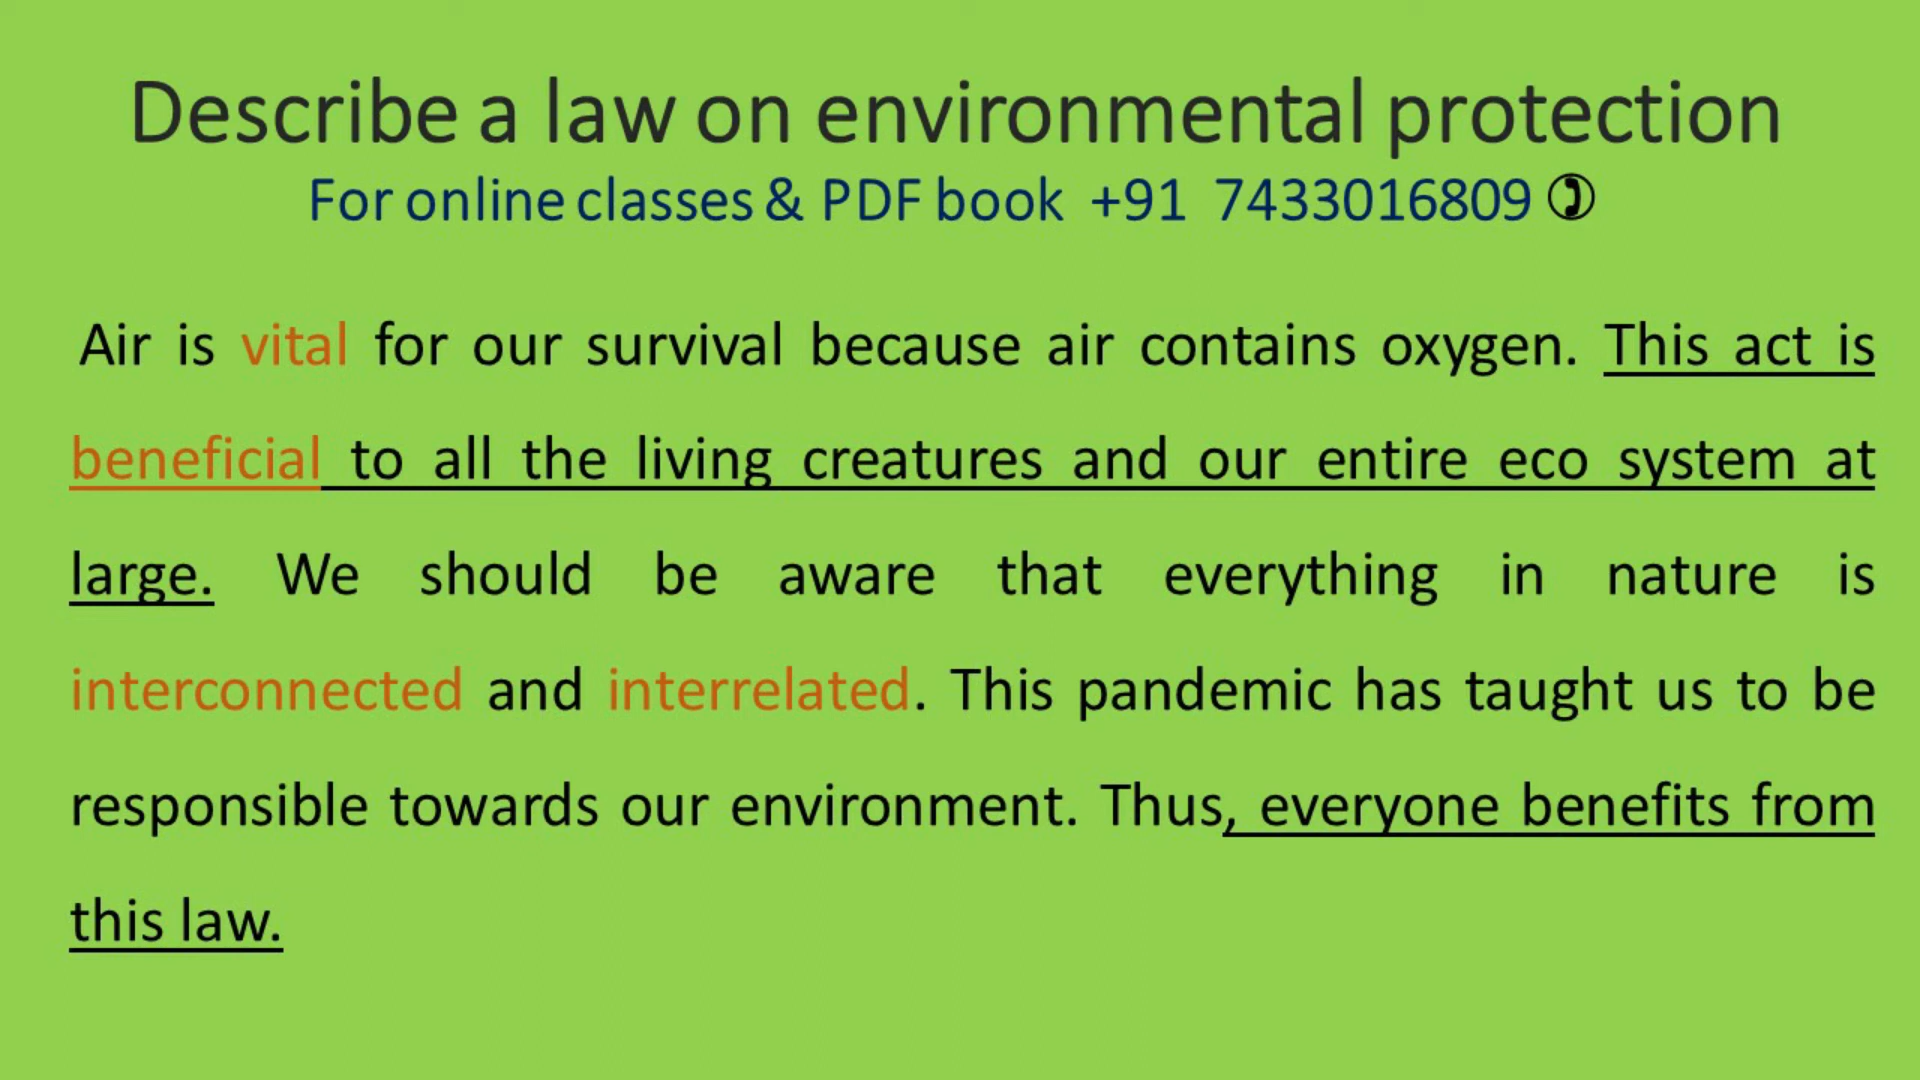 Describe a law on environmental protection
For online classes & PDF book +91 7433016809 ✆
Air is vital for our survival because air contains oxygen. This act is
beneficial to all the living creatures and our entire eco system at
large. We should be aware that everything in nature is
interconnected and interrelated. This pandemic has taught us to be
responsible towards our environment. Thus, everyone benefits from
this law.